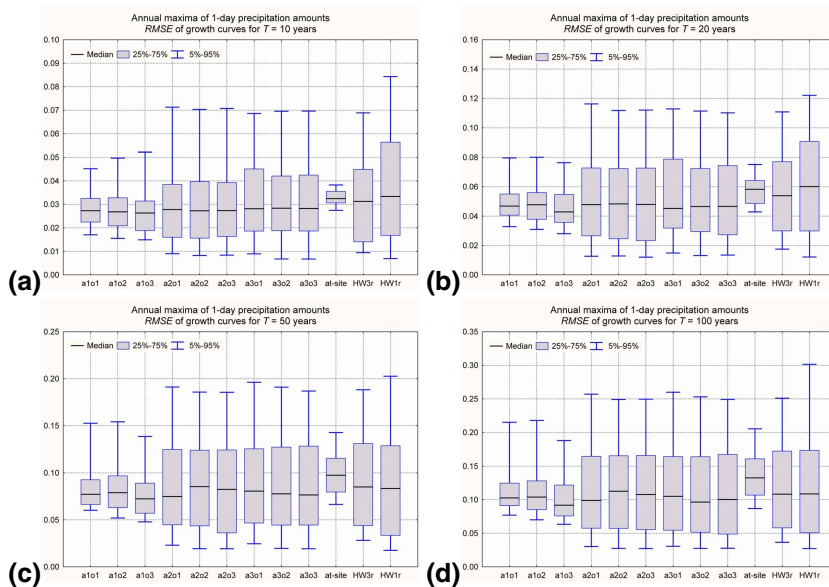 Annual maxima of 1-day precipitation amounts
RMSE of growth curves for T = 10 years
0.10
0.09
0.08
0.07
0.06
0.05
0.04
0.03
0.02
0.01
0.00
Median 25%-75% 5%-95%
a1o1 a1o2 a1o3 a2o1 a2o2 a2o3 a3o1 a3o2 a3o3 at-site HW3r HW1r
(a)
Annual maxima of 1-day precipitation amounts
RMSE of growth curves for T = 20 years
0.16
0.14
0.12
0.10
0.08
0.06
0.04
0.02
0.00
Median 25%-75% 5%-95%
a1o1 a1o2 a1o3 a2o1 a2o2 a2o3 a3o1 a3o2 a3o3 at-site HW3r HW1r
(b)
Annual maxima of 1-day precipitation amounts
RMSE of growth curves for T = 50 years
0.25
0.20
0.15
0.10
0.05
0.00
Median 25%-75% 5%-95%
a1o1 a1o2 a1o3 a2o1 a2o2 a2o3 a3o1 a3o2 a3o3 at-site HW3r HW1r
(c)
Annual maxima of 1-day precipitation amounts
RMSE of growth curves for T = 100 years
0.35
0.30
0.25
0.20
0.15
0.10
0.05
0.00
Median 25%-75% 5%-95%
a1o1 a1o2 a1o3 a2o1 a2o2 a2o3 a3o1 a3o2 a3o3 at-site HW3r HW1r
(d)